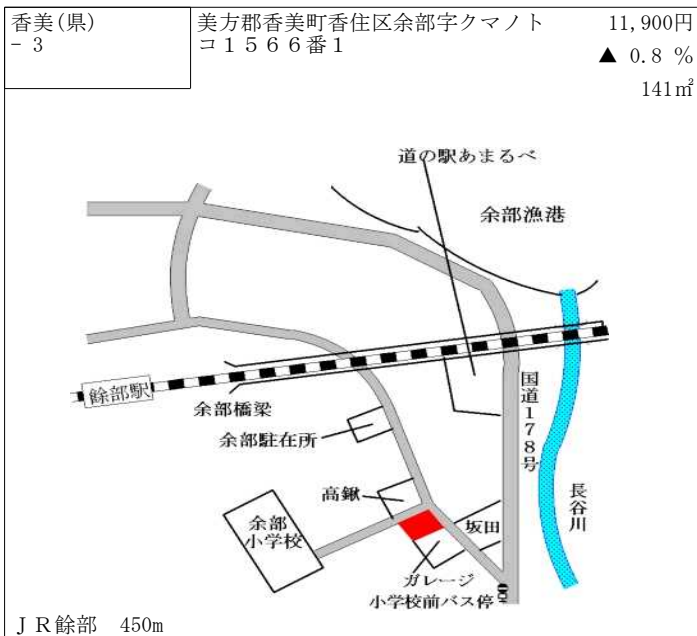 香美(県)
－ 3
美方郡香美町香住区余部字クマノト
コ１５６６番１
11,900円
▲ 0.8 %
141㎡
道の駅あまるべ
余部漁港
餘部駅
余部橋梁
余部駐在所
国道178号
高鍬
余部
小学校
坂田
長谷川
ガレージ
小学校前バス停
ＪＲ餘部　450m